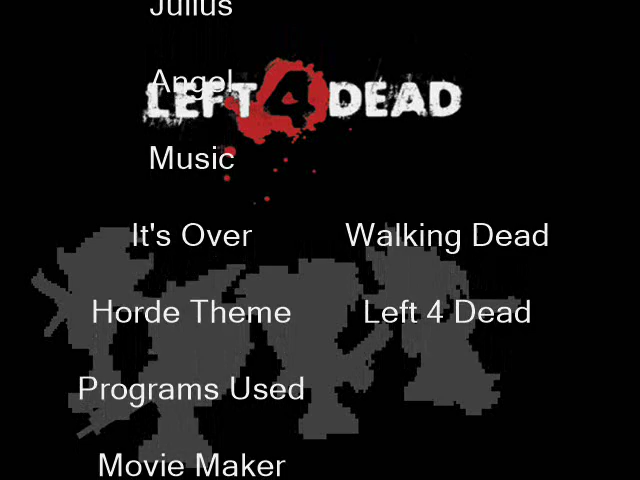 Julius
Angel
LEFT 4 DEAD
Music
It's Over Walking Dead
Horde Theme Left 4 Dead
Programs Used
Movie Maker